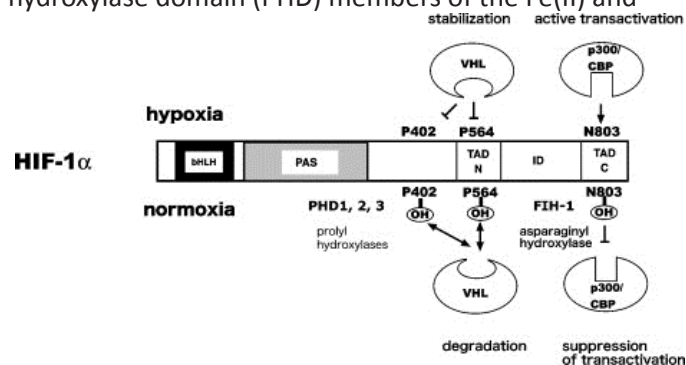 hydroxylase domain (PHD) members of the Fe(II) and
stabilization active transactivation
p300/
CBP
VHL
hypoxia
P402 P564 N803
HIF-1α
bHLH PAS TAD
N ID TAD
C
P402 P564 N803
normoxia
PHD1, 2, 3 OH OH FIH-1 OH
prolyl
hydroxylases
asparaginyl
hydroxylase
VHL
p300/
CBP
degradation suppression
of transactivation